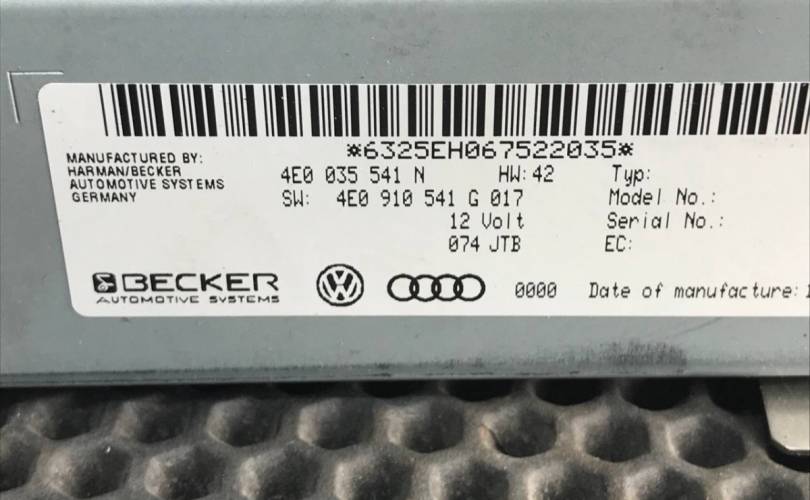 *6325EH067522035*
MANUFACTURED BY:
HARMAN/BECKER
AUTOMOTIVE SYSTEMS
GERMANY
4E0 035 541 N HW: 42
SW: 4E0 910 541 G 017
12 Volt
074 JTB
Typ:
Model No.:
Serial No.:
EC:
BECKER
AUTOMOTIVE SYSTEMS
0000 Date of manufacture: